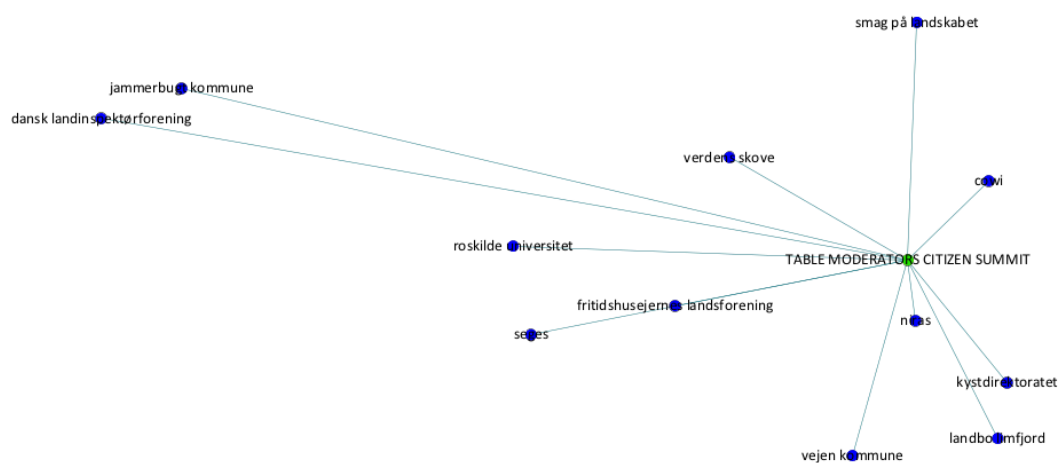 smag på landskabet
jammerbugt kommune
dansk landinspektørforening
verdens skove
cowi
roskilde universitet
TABLE MODERATORS CITIZEN SUMMIT
fritidshusejernes landsforening
seges
kystdirektoratet
landbo limfjord
vejen kommune